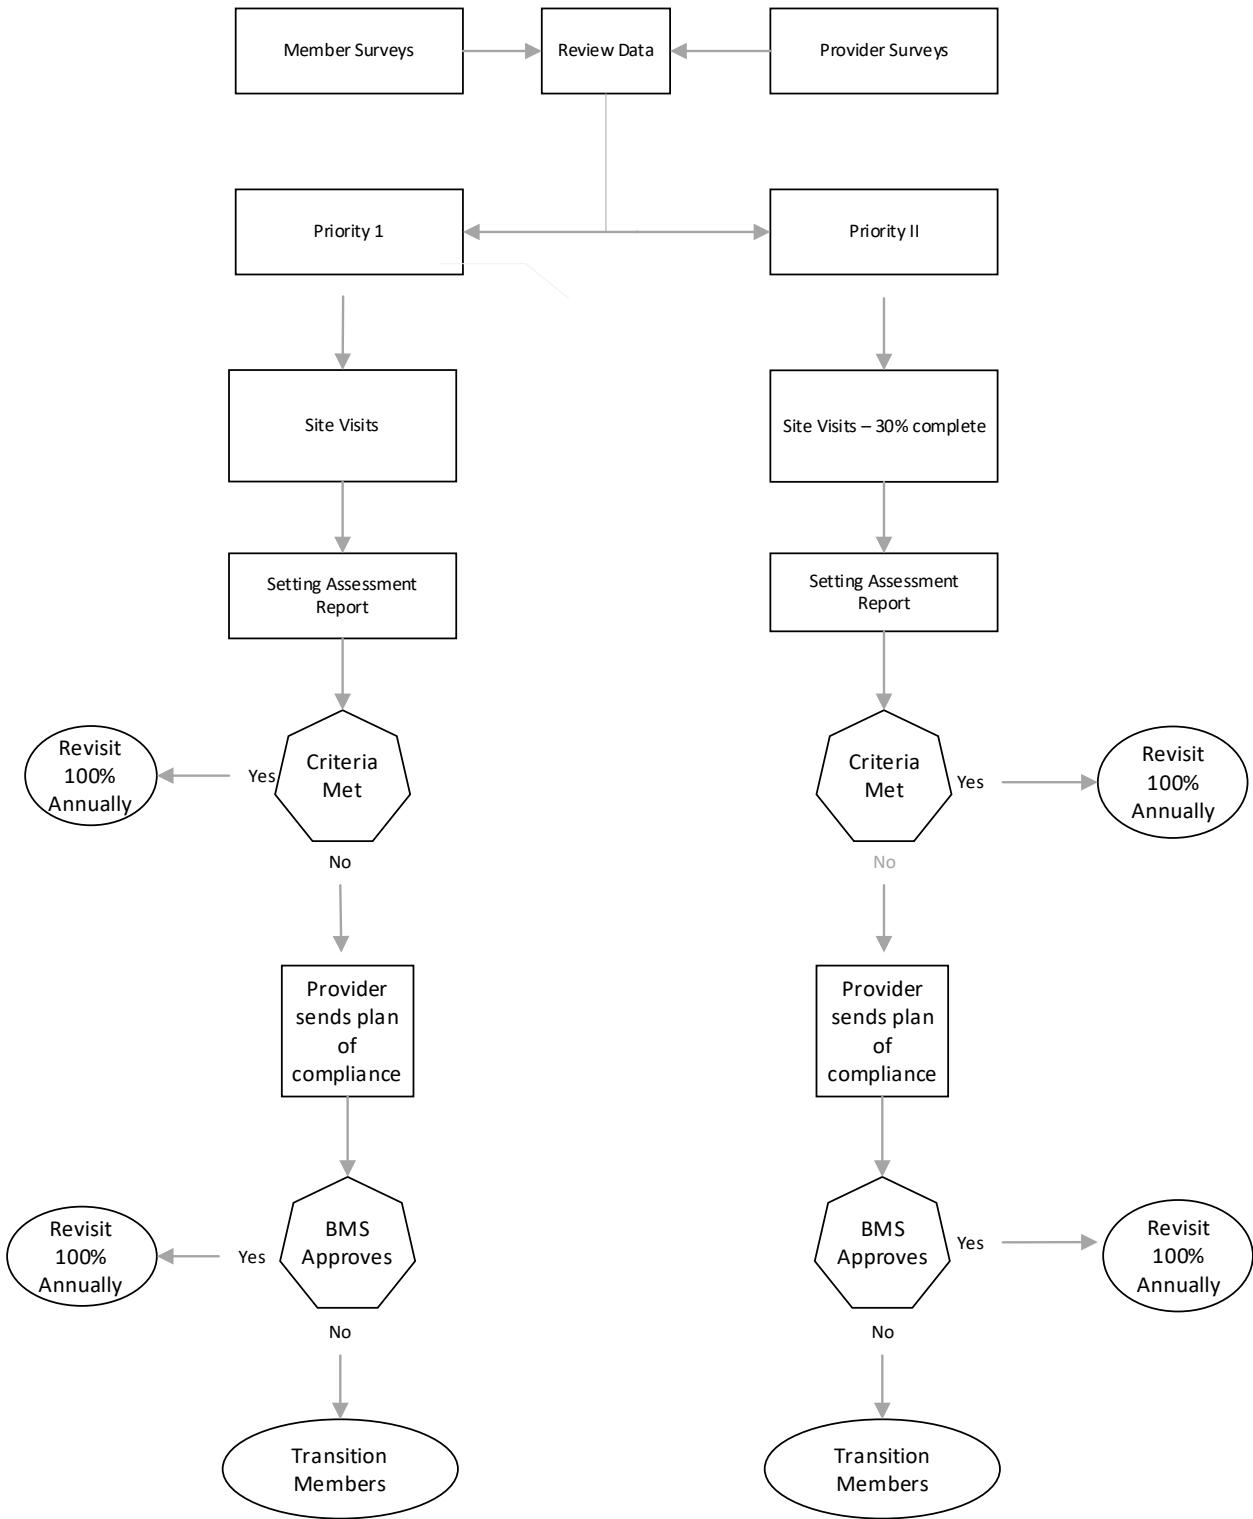 Member Surveys
Review Data
Provider Surveys
Priority 1
Priority II
Site Visits
Site Visits – 30% complete
Setting Assessment
Report
Setting Assessment
Report
Revisit
100%
Annually
Yes
Criteria
Met
Criteria
Met
Yes
Revisit
100%
Annually
No
No
Provider
sends plan
of
compliance
Provider
sends plan
of
compliance
Revisit
100%
Annually
Yes
BMS
Approves
BMS
Approves
Yes
Revisit
100%
Annually
No
No
Transition
Members
Transition
Members